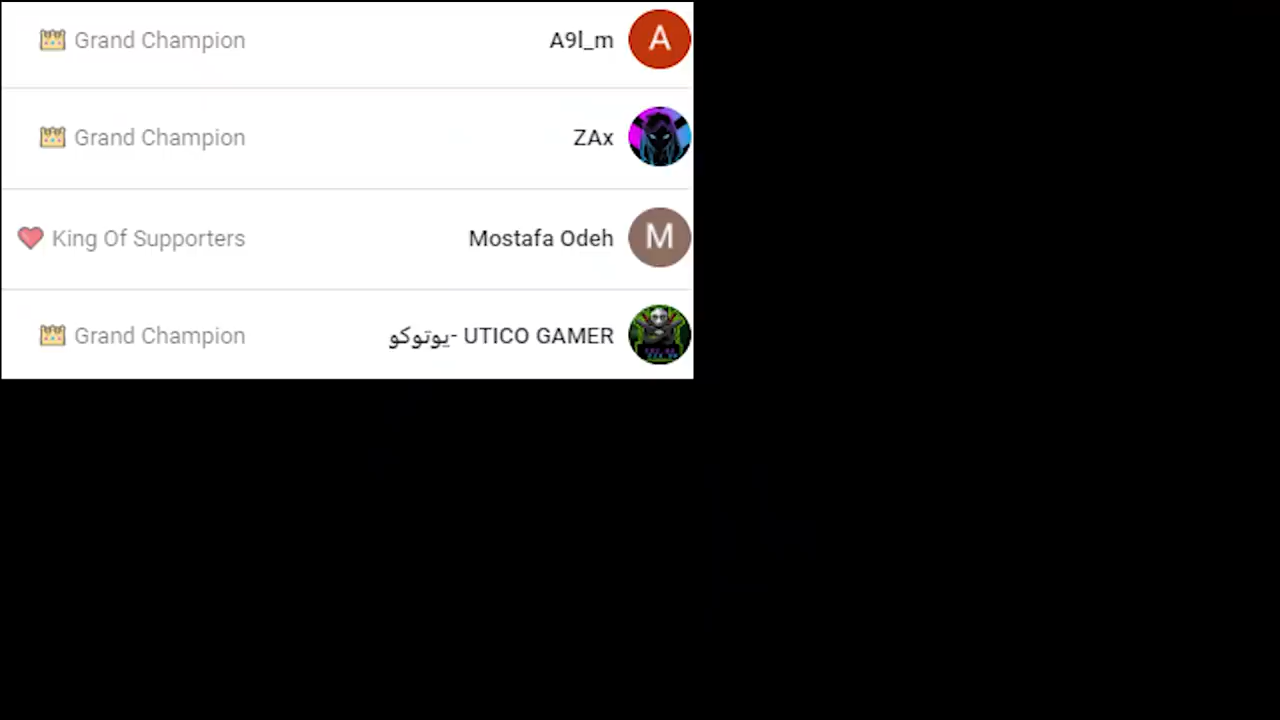 Grand Champion A9l_m A
Grand Champion ZAx
King Of Supporters Mostafa Odeh M
Grand Champion يوتوكو- UTICO GAMER